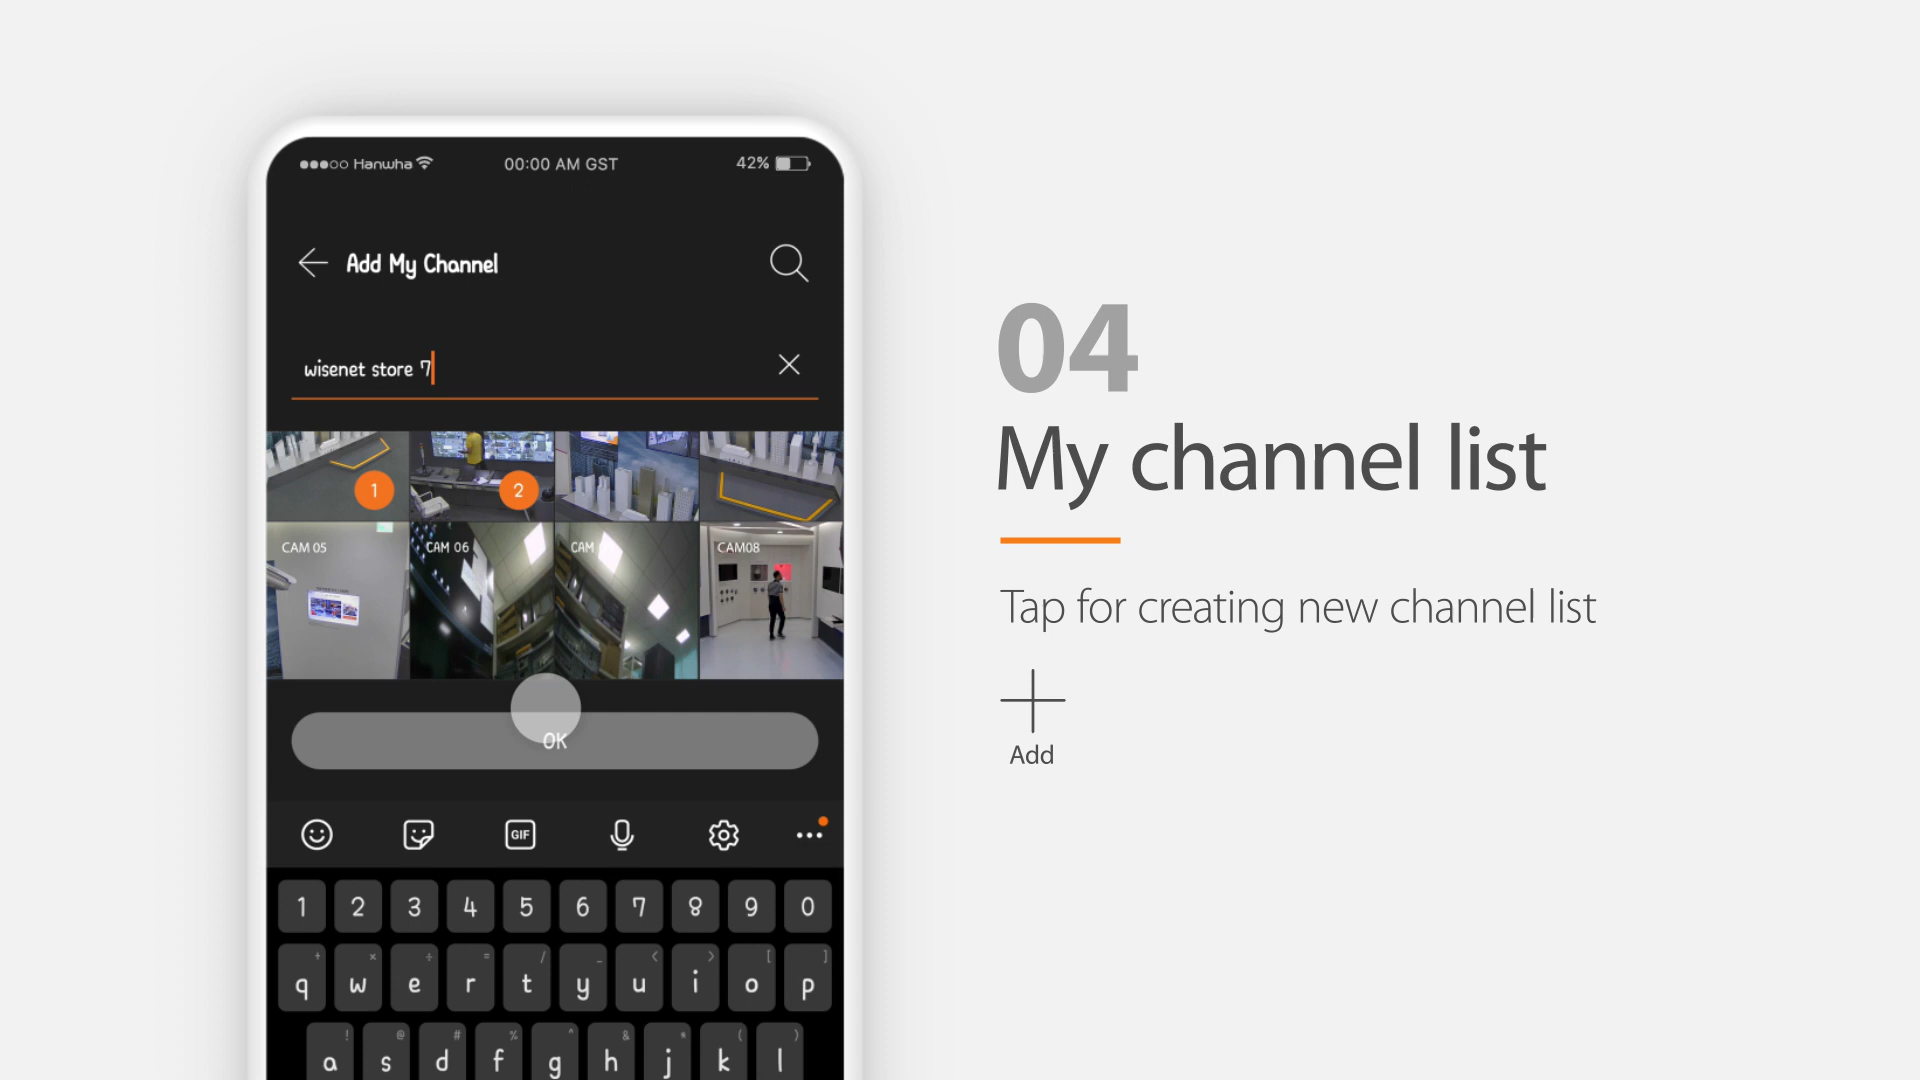 Hanwha 00:00 AM GST 42%
Add My Channel
wisenet store 7
1 2
CAM 05 CAM 06 CAM CAM08
OK
GIF
1 2 3 4 5 6 7 8 9 0
+ × ÷ = / _ < > [ ]
q w e r t y u i o p
! @ # % ^ & * ( )
a s d f g h j k l
04
My channel list
Tap for creating new channel list
Add